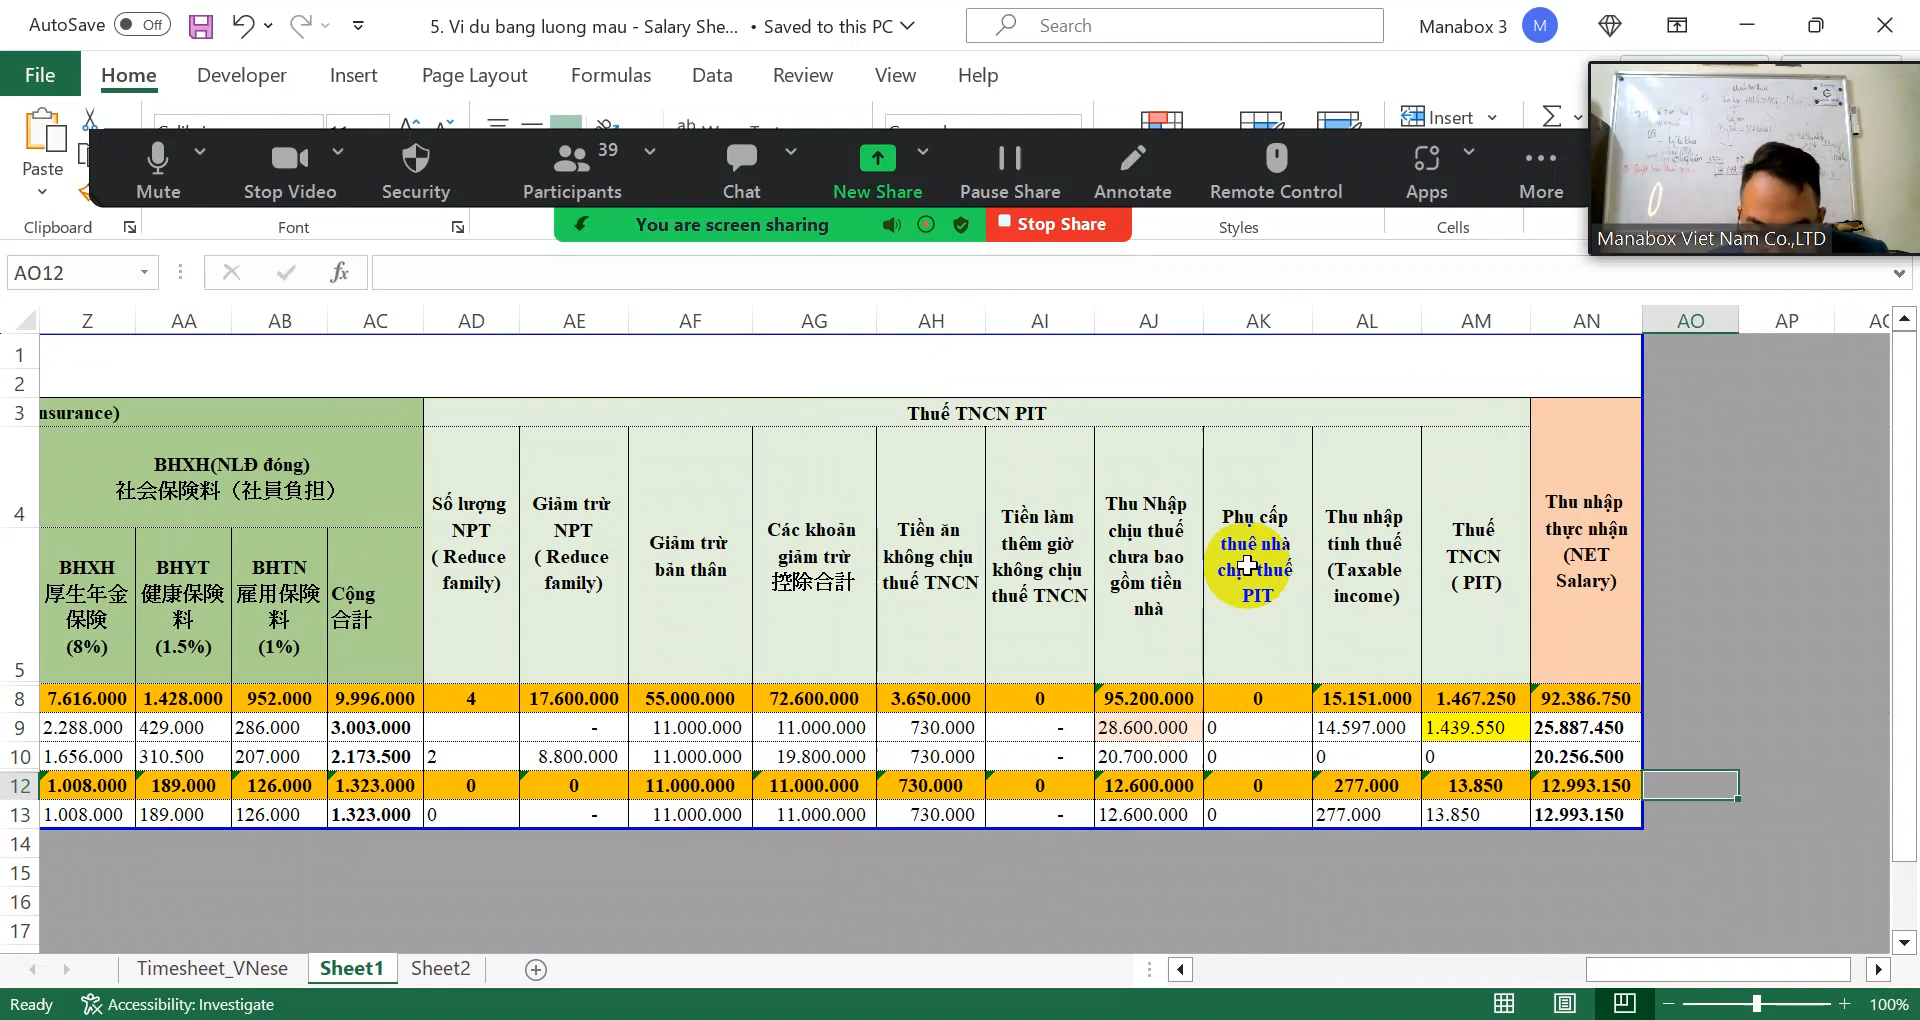 AutoSave Off 5. Vi du bang luong mau - Salary She... • Saved to this PC Search Manabox 3 M
File Home Developer Insert Page Layout Formulas Data Review View Help
Paste Insert
Mute Stop Video Security Participants 39 Chat New Share Pause Share Annotate Remote Control Apps More
Clipboard Font You are screen sharing Stop Share Styles Cells
Manabox Viet Nam Co.,LTD
AO12 fx
Z AA AB AC AD AE AF AG AH AI AJ AK AL AM AN AO AP
1
2
3 nsurance) Thuế TNCN PIT
4
BHXH(NLĐ đóng)
社会保険料（社員負担）
5
BHXH
厚生年金
保険
(8%)
BHYT
健康保険
料
(1.5%)
BHTN
雇用保険
料
(1%)
Cộng
合計
Số lượng
NPT
( Reduce
family)
Giảm trừ
NPT
( Reduce
family)
Giảm trừ
bản thân
Các khoản
giảm trừ
控除合計
Tiền ăn
không chịu
thuế TNCN
Tiền làm
thêm giờ
không chịu
thuế TNCN
Thu Nhập
chịu thuế
chưa bao
gồm tiền
nhà
Phụ cấp
thuê nhà
chịu thuế
PIT
Thu nhập
tính thuế
(Taxable
income)
Thuế
TNCN
( PIT)
Thu nhập
thực nhận
(NET
Salary)
8 7.616.000 1.428.000 952.000 9.996.000 4 17.600.000 55.000.000 72.600.000 3.650.000 0 95.200.000 0 15.151.000 1.467.250 92.386.750
9 2.288.000 429.000 286.000 3.003.000 - 11.000.000 11.000.000 730.000 - 28.600.000 0 14.597.000 1.439.550 25.887.450
10 1.656.000 310.500 207.000 2.173.500 2 8.800.000 11.000.000 19.800.000 730.000 - 20.700.000 0 0 0 20.256.500
12 1.008.000 189.000 126.000 1.323.000 0 0 11.000.000 11.000.000 730.000 0 12.600.000 0 277.000 13.850 12.993.150
13 1.008.000 189.000 126.000 1.323.000 0 - 11.000.000 11.000.000 730.000 - 12.600.000 0 277.000 13.850 12.993.150
14
15
16
17
Timesheet_VNese Sheet1 Sheet2
Ready Accessibility: Investigate 100%